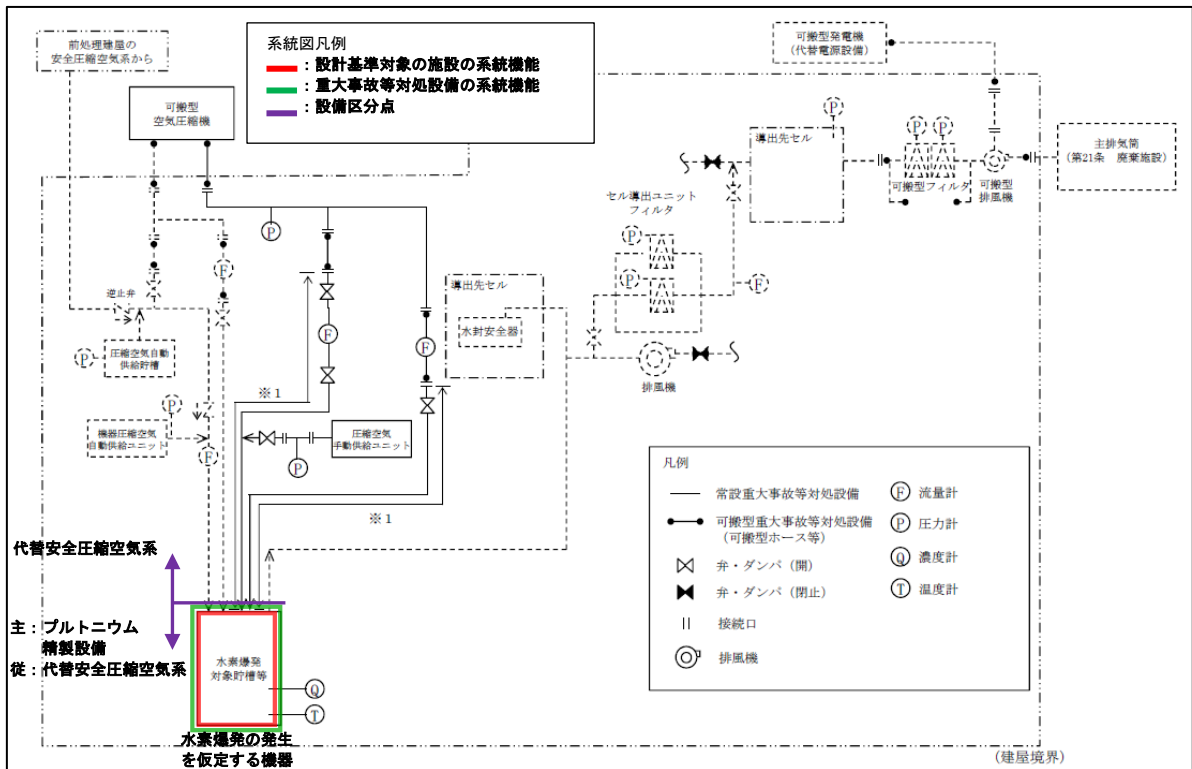 前処理建屋の
安全圧縮空気系から
系統図凡例
：設計基準対象の施設の系統機能
：重大事故等対処設備の系統機能
：設備区分点
可搬型発電機
（代替電源設備）
可搬型
空気圧縮機
P
導出先セル
P
P
主排気筒
（第21条　廃棄施設）
可搬型フィルタ
可搬型
排風機
セル導出ユニット
フィルタ
P
P
F
P
F
逆止弁
導出先セル
水封安全器
F
F
圧縮空気自動
供給貯槽
P
排風機
※1
P
機器圧縮空気
自動供給ユニット
F
圧縮空気
手動供給ユニット
P
※1
凡例
常設重大事故等対処設備
可搬型重大事故等対処設備
（可搬型ホース等）
弁・ダンパ（開）
弁・ダンパ（閉止）
接続口
排風機
F 流量計
P 圧力計
Q 濃度計
T 温度計
代替安全圧縮空気系
主：プルトニウム
精製設備
従：代替安全圧縮空気系
水素爆発
対象貯槽等
Q
T
水素爆発の発生
を仮定する機器
（建屋境界）